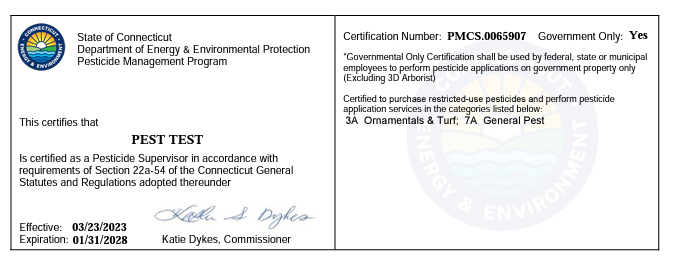 CONNECTICUT
ENERGY & ENVIRONMENT
State of Connecticut
Department of Energy & Environmental Protection
Pesticide Management Program
This certifies that
PEST TEST
Is certified as a Pesticide Supervisor in accordance with
requirements of Section 22a-54 of the Connecticut General
Statutes and Regulations adopted thereunder
Katie S Dykes
Effective: 03/23/2023
Expiration: 01/31/2028
Katie Dykes, Commissioner
Certification Number: PMCS.0065907 Government Only: Yes
*Governmental Only Certification shall be used by federal, state or municipal
employees to perform pesticide applications on government property only
(Excluding 3D Arborist)
Certified to purchase restricted-use pesticides and perform pesticide
application services in the categories listed below:
3A Ornamentals & Turf; 7A General Pest
CONNECTICUT
ENERGY & ENVIRONMENT